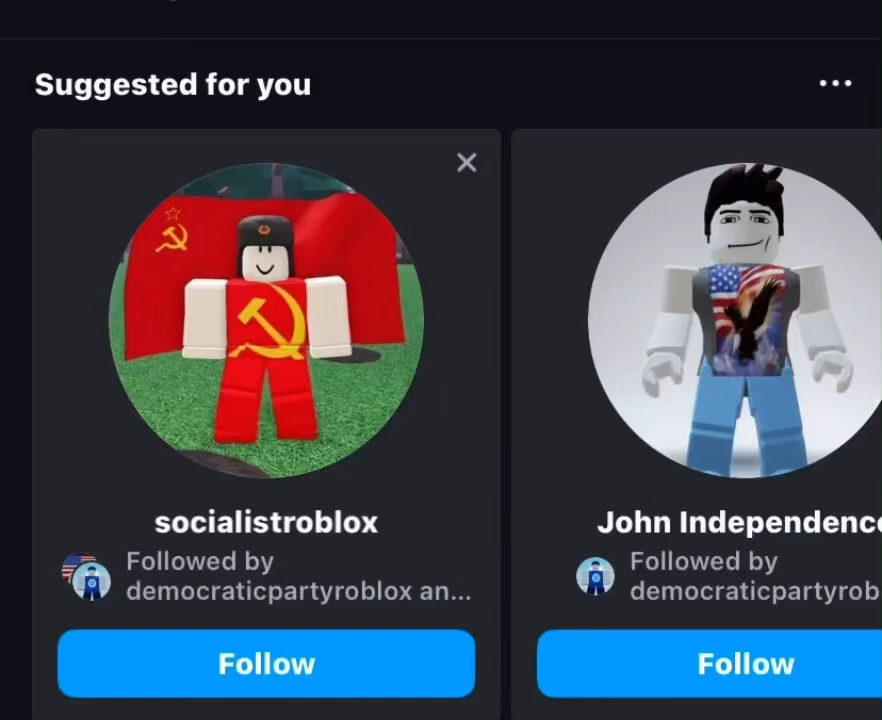 Suggested for you
socialistroblox
Followed by
democraticpartyroblox an...
Follow
John Independence
Followed by
democraticpartyrob
Follow